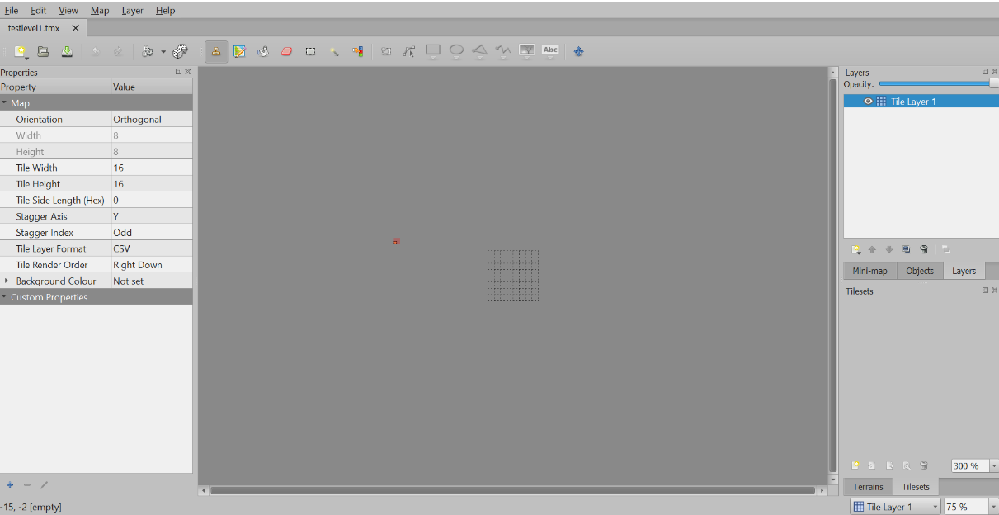 File Edit View Map Layer Help
testlevel1.tmx
Abc
Properties
Property Value
Map
Orientation Orthogonal
Width 8
Height 8
Tile Width 16
Tile Height 16
Tile Side Length (Hex) 0
Stagger Axis Y
Stagger Index Odd
Tile Layer Format CSV
Tile Render Order Right Down
Background Colour Not set
Custom Properties
-15, -2 [empty]
Layers
Opacity:
Tile Layer 1
Mini-map Objects Layers
Tilesets
300 %
Terrains Tilesets
Tile Layer 1 75 %